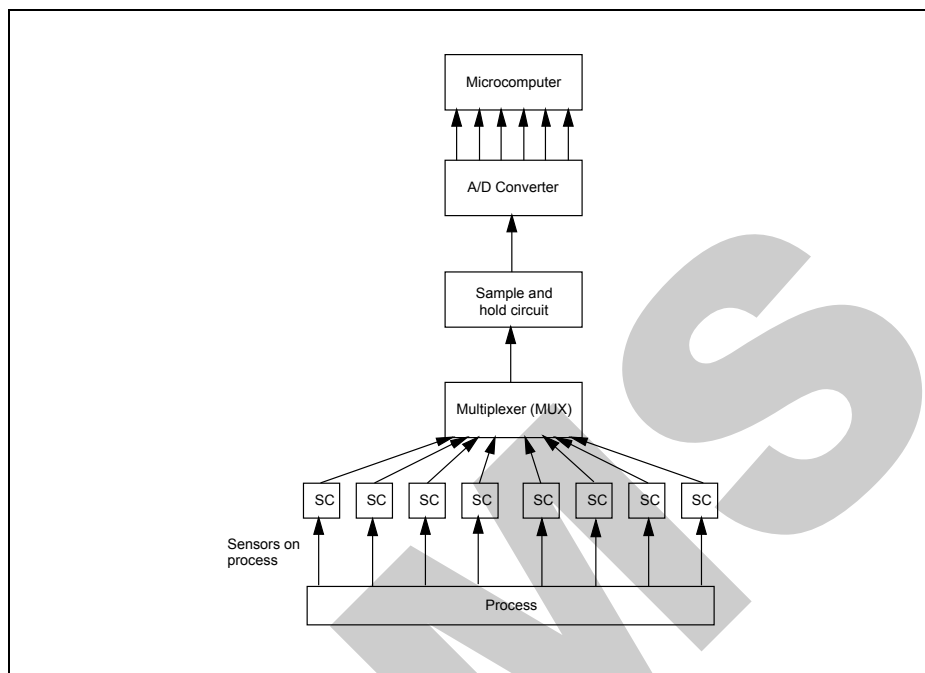 Microcomputer
A/D Converter
Sample and
hold circuit
Multiplexer (MUX)
SC SC SC SC SC SC SC SC
Sensors on
process
Process
MS